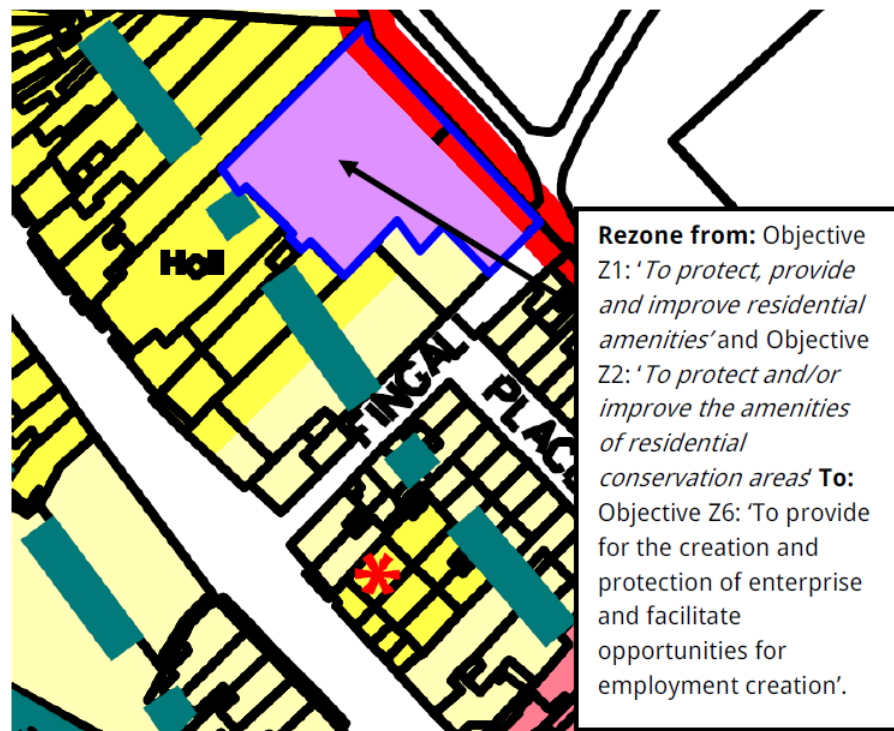 Hall
FINGAL
PLACE
Rezone from: Objective
Z1: ‘To protect, provide
and improve residential
amenities’ and Objective
Z2: ‘To protect and/or
improve the amenities
of residential
conservation areas’ To:
Objective Z6: ‘To provide
for the creation and
protection of enterprise
and facilitate
opportunities for
employment creation’.